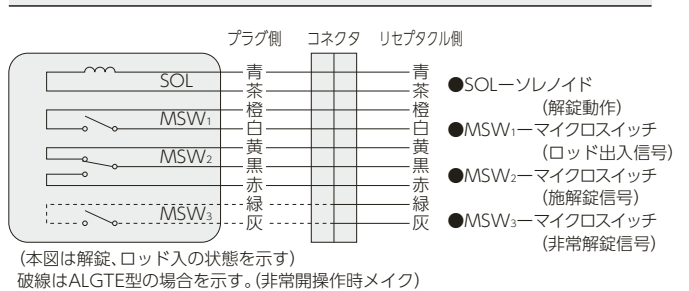 プラグ側 コネクタ リセプタクル側
SOL 青 青
茶 茶
MSW₁ 橙 橙
白 白
MSW₂ 黄 黄
黒 黒
赤 赤
MSW₃ 緑 緑
灰 灰
●SOLーソレノイド
(解錠動作)
●MSW₁ーマイクロスイッチ
(ロッド出入信号)
●MSW₂ーマイクロスイッチ
(施解錠信号)
●MSW₃ーマイクロスイッチ
(非常解錠信号)
(本図は解錠、ロッド入の状態を示す)
破線はALGTE型の場合を示す。(非常開操作時メイク)